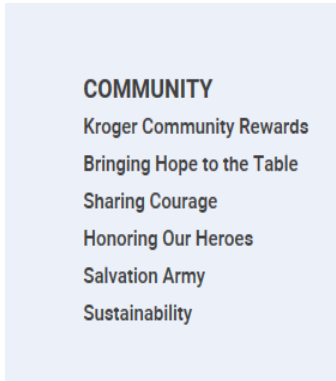 COMMUNITY
Kroger Community Rewards
Bringing Hope to the Table
Sharing Courage
Honoring Our Heroes
Salvation Army
Sustainability